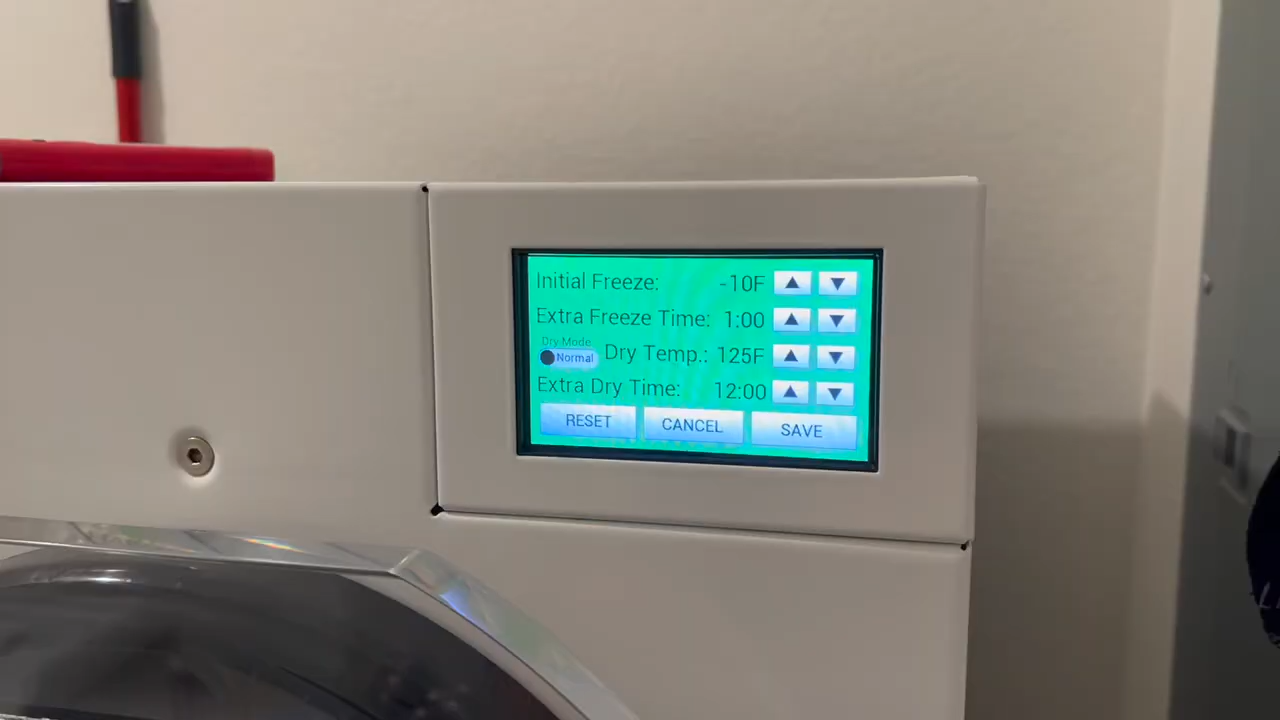 Initial Freeze: -10F ▲ ▼
Extra Freeze Time: 1:00 ▲ ▼
Dry Mode
Normal Dry Temp.: 125F ▲ ▼
Extra Dry Time: 12:00 ▲ ▼
RESET CANCEL SAVE